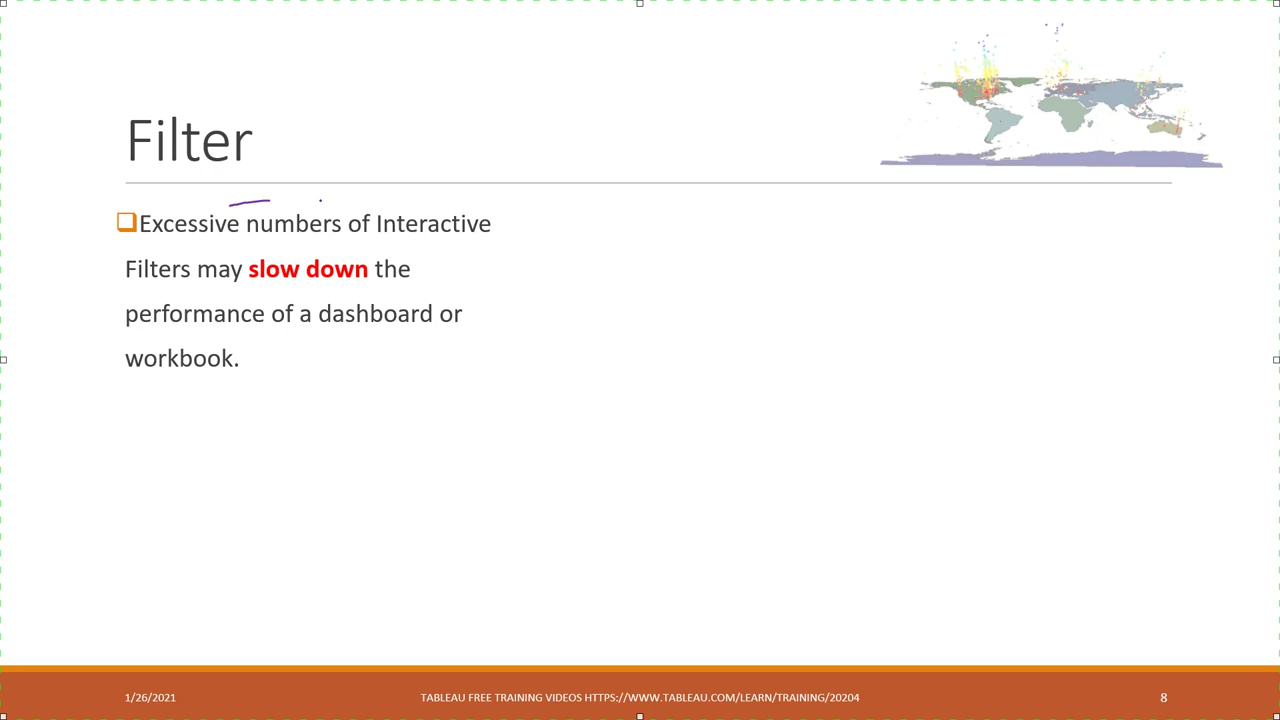 Filter
Excessive numbers of Interactive
Filters may slow down the
performance of a dashboard or
workbook.
1/26/2021
TABLEAU FREE TRAINING VIDEOS HTTPS://WWW.TABLEAU.COM/LEARN/TRAINING/20204
8